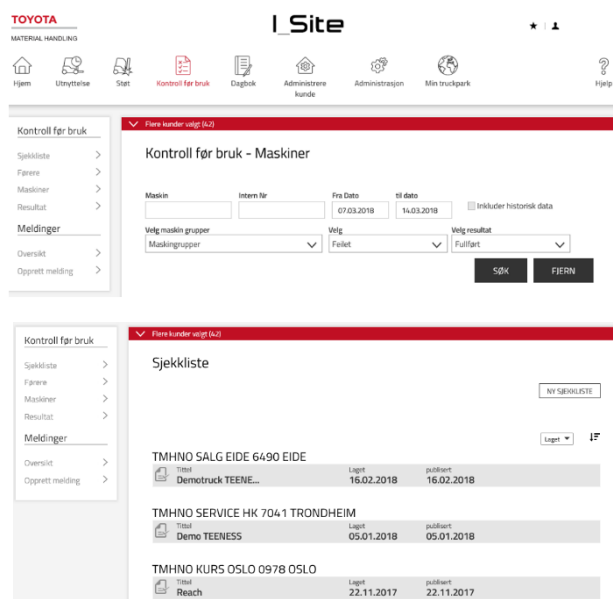 TOYOTA
MATERIAL HANDLING
I_Site
Hjem Utnyttelse Støt Kontroll før bruk Dagbok Administrere kunde Administrasjon Min truckpark Hjelp
Kontroll før bruk
Sjekkliste
Førere
Maskiner
Resultat
Meldinger
Oversikt
Opprett melding
Flere kunder valgt (42)
Kontroll før bruk - Maskiner
Maskin Intern Nr Fra Dato til dato
07.03.2018 14.03.2018 Inkluder historisk data
Velg maskin grupper Velg Velg resultat
Maskingrupper Feilet Fullført
SØK FJERN
Kontroll før bruk
Sjekkliste
Førere
Maskiner
Resultat
Meldinger
Oversikt
Opprett melding
Flere kunder valgt (42)
Sjekkliste
NY SJEKKLISTE
Laget
TMHNO SALG EIDE 6490 EIDE
Tittel Laget publisert
Demotruck TEENE... 16.02.2018 16.02.2018
TMHNO SERVICE HK 7041 TRONDHEIM
Tittel Laget publisert
Demo TEENESS 05.01.2018 05.01.2018
TMHNO KURS OSLO 0978 OSLO
Tittel Laget publisert
Reach 22.11.2017 22.11.2017